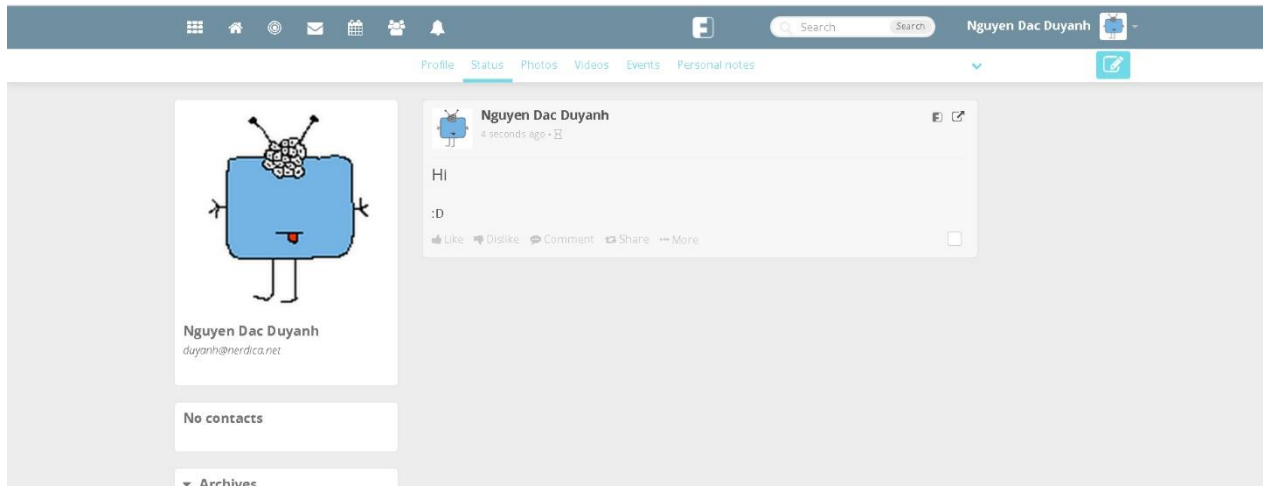 Search Search Nguyen Dac Duyanh
Profile Status Photos Videos Events Personal notes
Nguyen Dac Duyanh
4 seconds ago •
Hi
:D
Like Dislike Comment Share More
Nguyen Dac Duyanh
duyanh@nerdica.net
No contacts
Archives